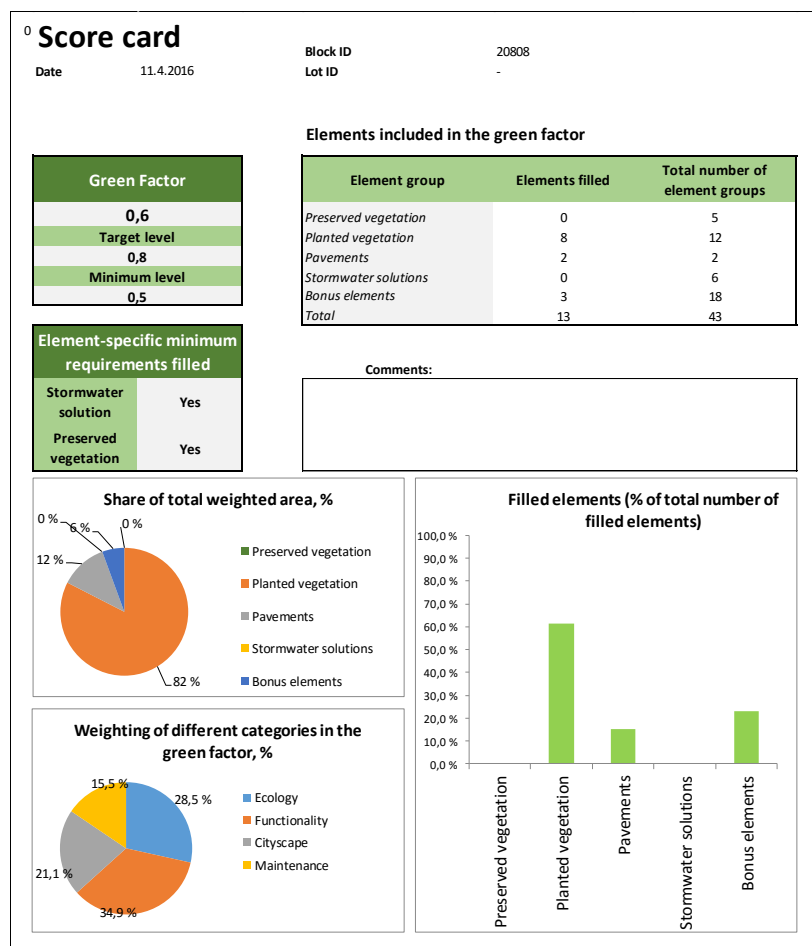 0 Score card
Block ID 20808
Date 11.4.2016 Lot ID -
Elements included in the green factor
Green Factor
0,6
Target level
0,8
Minimum level
0,5
Element group Elements filled Total number of
element groups
Preserved vegetation 0 5
Planted vegetation 8 12
Pavements 2 2
Stormwater solutions 0 6
Bonus elements 3 18
Total 13 43
Element-specific minimum
requirements filled
Stormwater
solution
Yes
Preserved
vegetation
Yes
Comments:
Share of total weighted area, %
0 %
6 %
0 %
12 %
82 %
Preserved vegetation
Planted vegetation
Pavements
Stormwater solutions
Bonus elements
Weighting of different categories in the
green factor, %
15,5 %
28,5 %
21,1 %
34,9 %
Ecology
Functionality
Cityscape
Maintenance
Filled elements (% of total number of
filled elements)
100,0 %
90,0 %
80,0 %
70,0 %
60,0 %
50,0 %
40,0 %
30,0 %
20,0 %
10,0 %
0,0 %
Preserved vegetation
Planted vegetation
Pavements
Stormwater solutions
Bonus elements